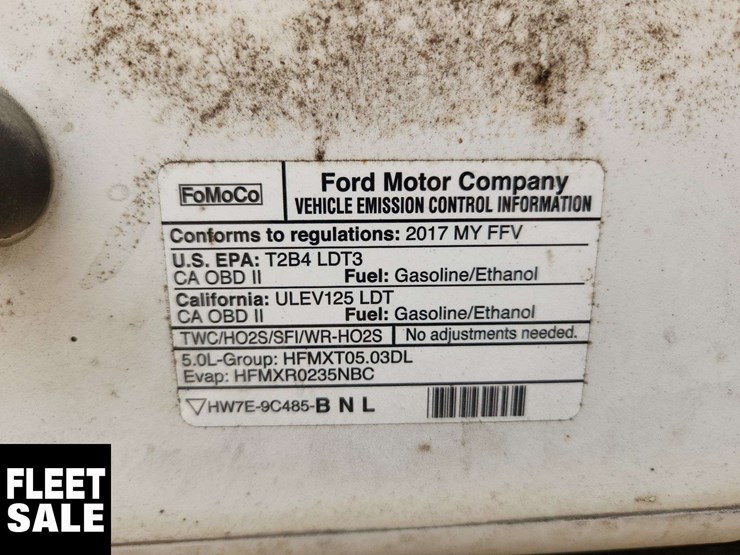 FoMoCo
Ford Motor Company
VEHICLE EMISSION CONTROL INFORMATION
Conforms to regulations: 2017 MY FFV
U.S. EPA: T2B4 LDT3
CA OBD II Fuel: Gasoline/Ethanol
California: ULEV125 LDT
CA OBD II Fuel: Gasoline/Ethanol
TWC/HO2S/SFI/WR-HO2S No adjustments needed.
5.0L-Group: HFMXT05.03DL
Evap: HFMXR0235NBC
HW7E-9C485-B N L
FLEET
SALE